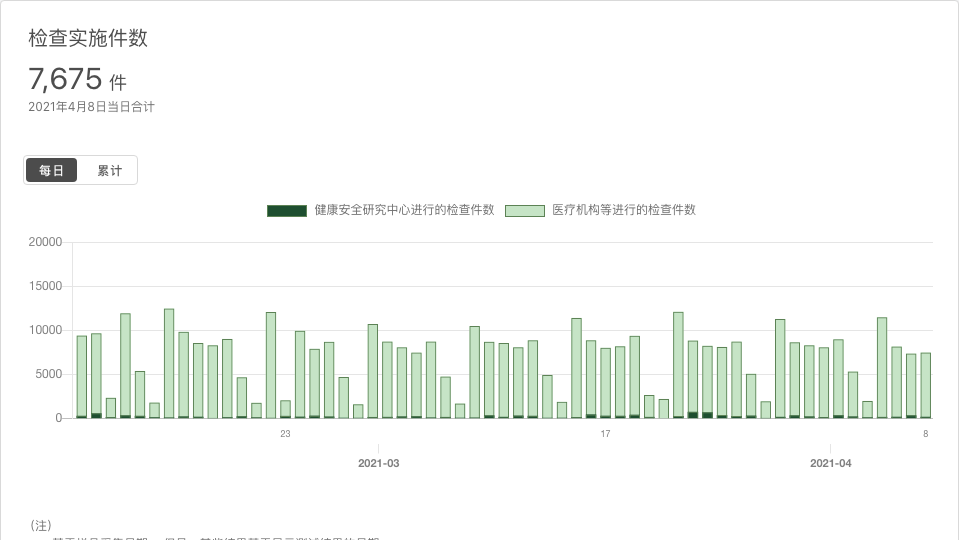 检查实施件数
7,675 件
2021年4月8日当日合计
每日 累计
健康安全研究中心进行的检查件数 医疗机构等进行的检查件数
20000
15000
10000
5000
0
23 17 8
2021-03 2021-04
(注)